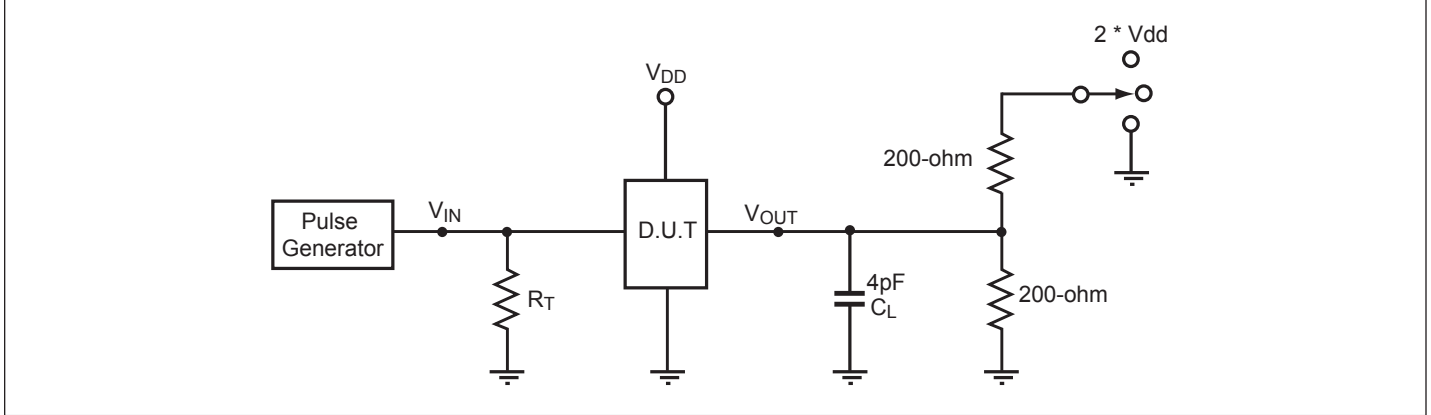 2 * Vdd
VDD
200-ohm
Pulse
Generator
VIN
D.U.T
VOUT
RT
4pF
CL
200-ohm